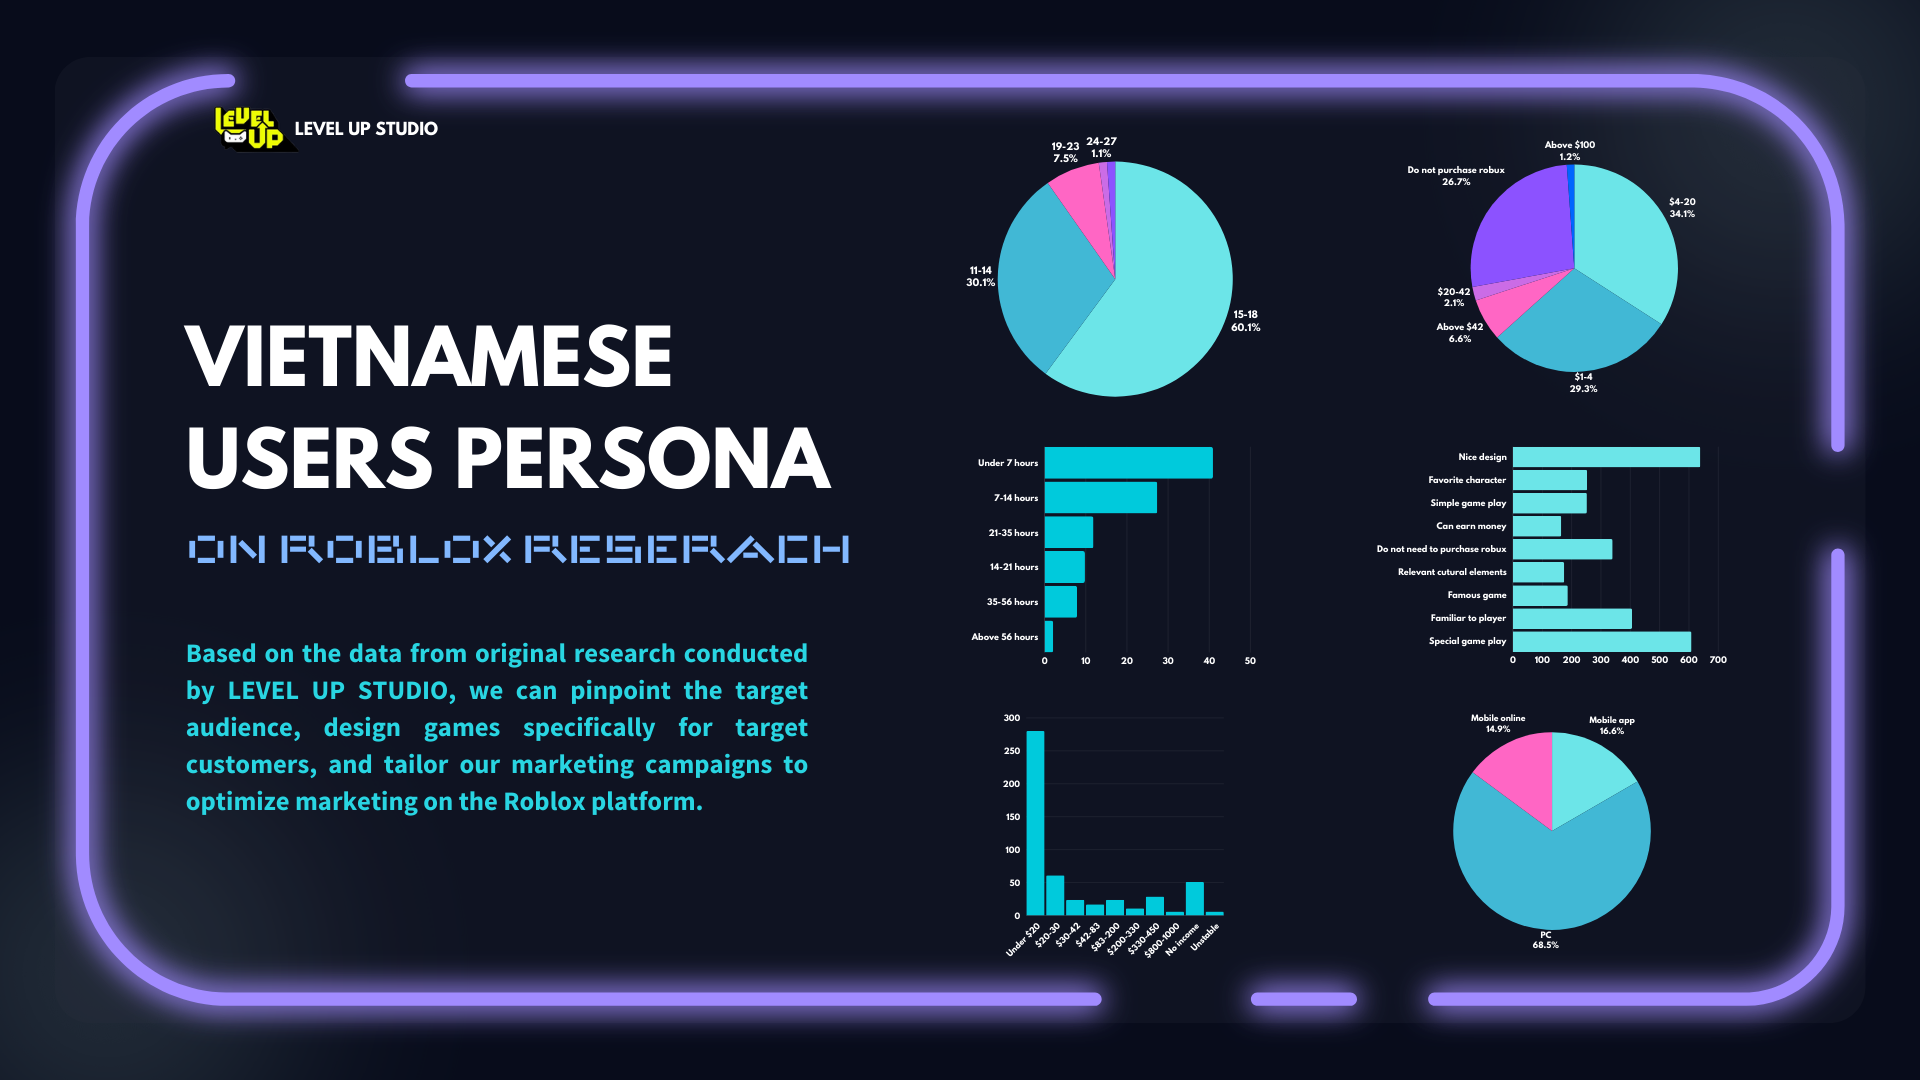 LEVEL UP
LEVEL UP STUDIO
VIETNAMESE
USERS PERSONA
ON ROBLOX RESERACH
Based on the data from original research conducted
by LEVEL UP STUDIO, we can pinpoint the target
audience, design games specifically for target
customers, and tailor our marketing campaigns to
optimize marketing on the Roblox platform.
19-23
7.5%
24-27
1.1%
11-14
30.1%
15-18
60.1%
Above $100
1.2%
Do not purchase robux
26.7%
$4-20
34.1%
$20-42
2.1%
Above $42
6.6%
$1-4
29.3%
Under 7 hours
7-14 hours
21-35 hours
14-21 hours
35-56 hours
Above 56 hours
0 10 20 30 40 50
Nice design
Favorite character
Simple game play
Can earn money
Do not need to purchase robux
Relevant cutural elements
Famous game
Familiar to player
Special game play
0 100 200 300 400 500 600 700
300
250
200
150
100
50
0
Under $20
$20-30
$30-42
$42-83
$83-200
$200-330
$330-450
$800-1000
No income
Unstable
Mobile online
14.9%
Mobile app
16.6%
PC
68.5%